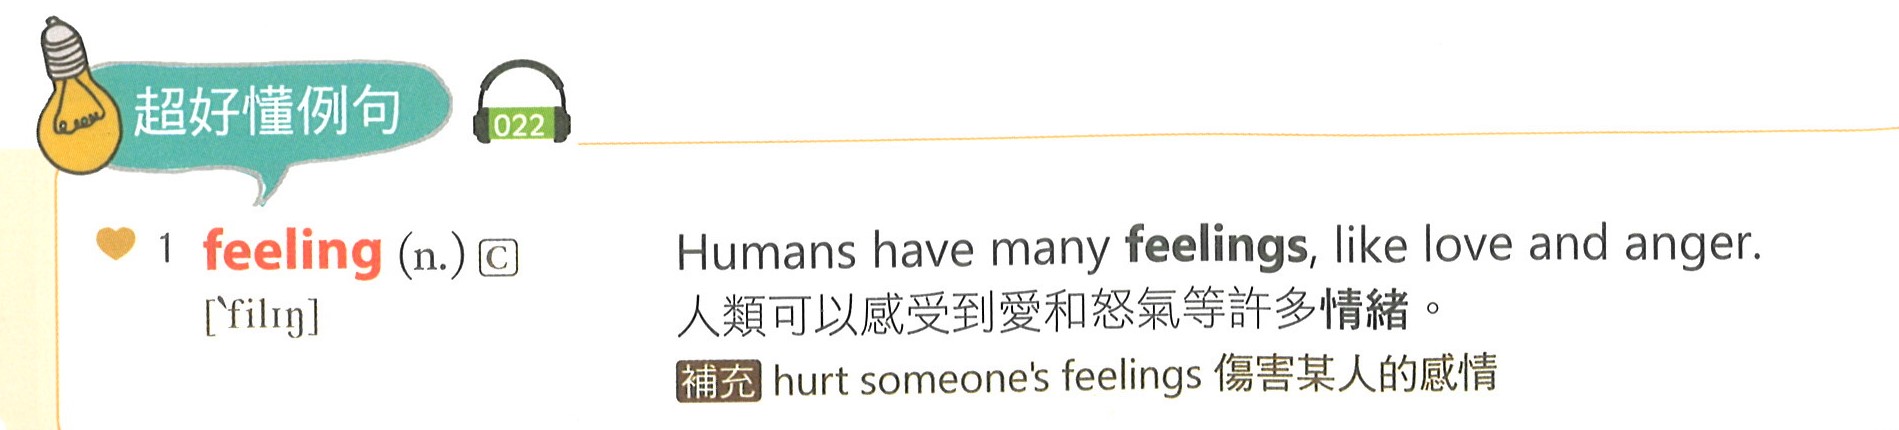 超好懂例句 022
1 feeling (n.) C
[ˋfilɪŋ]
Humans have many feelings, like love and anger.
人類可以感受到愛和怒氣等許多情緒。
補充 hurt someone's feelings 傷害某人的感情